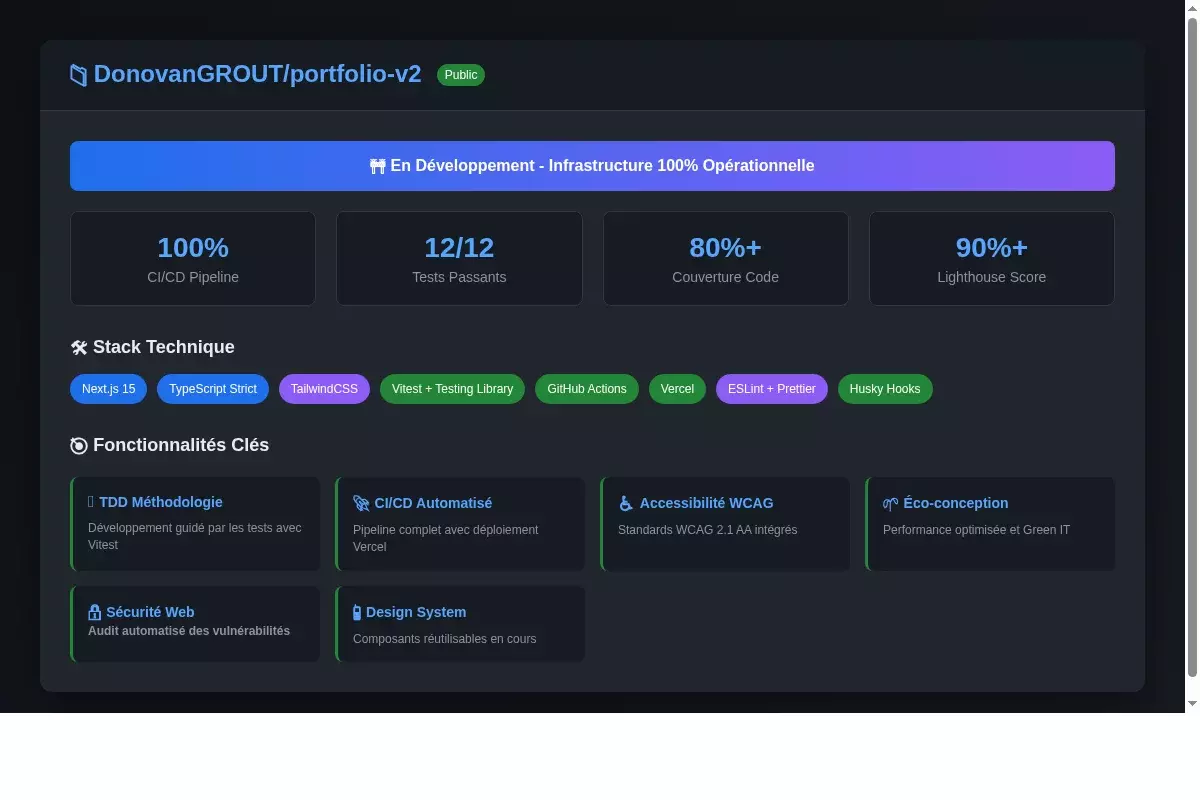 DonovanGROUT/portfolio-v2 Public
En Développement - Infrastructure 100% Opérationnelle
100%
CI/CD Pipeline
12/12
Tests Passants
80%+
Couverture Code
90%+
Lighthouse Score
Stack Technique
Next.js 15 TypeScript Strict TailwindCSS Vitest + Testing Library GitHub Actions Vercel ESLint + Prettier Husky Hooks
Fonctionnalités Clés
TDD Méthodologie
Développement guidé par les tests avec
Vitest
CI/CD Automatisé
Pipeline complet avec déploiement
Vercel
Accessibilité WCAG
Standards WCAG 2.1 AA intégrés
Éco-conception
Performance optimisée et Green IT
Sécurité Web
Audit automatisé des vulnérabilités
Design System
Composants réutilisables en cours